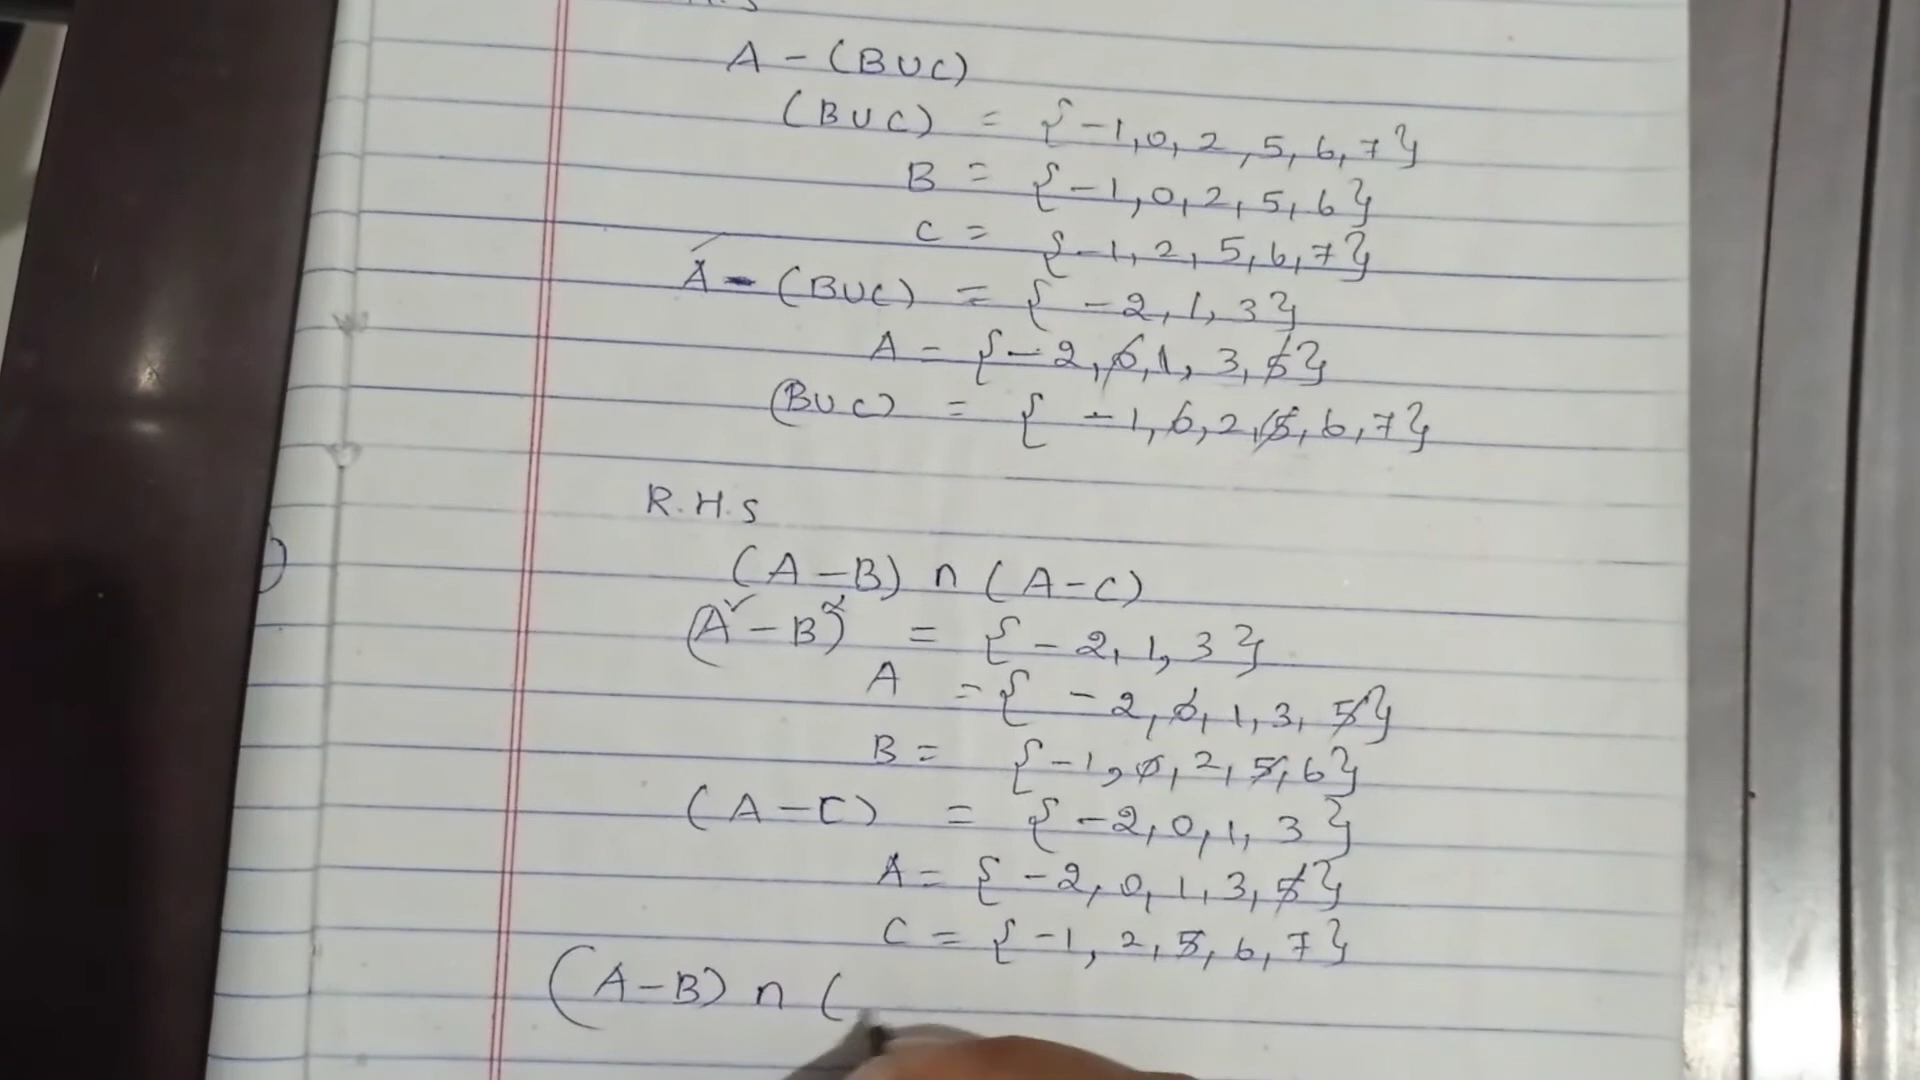 A - (B∪C)
(B∪C) = {-1, 0, 2, 5, 6, 7}
B = {-1, 0, 2, 5, 6}
C = {-1, 2, 5, 6, 7}
A - (B∪C) = {-2, 1, 3}
A = {-2, 0, 1, 3, 5}
(B∪C) = {-1, 0, 2, 5, 6, 7}
R.H.S
(A-B) ∩ (A-C)
(A-B) = {-2, 1, 3}
A = {-2, 0, 1, 3, 5}
B = {-1, 0, 2, 5, 6}
(A-C) = {-2, 0, 1, 3}
A = {-2, 0, 1, 3, 5}
C = {-1, 2, 5, 6, 7}
(A-B) ∩ (